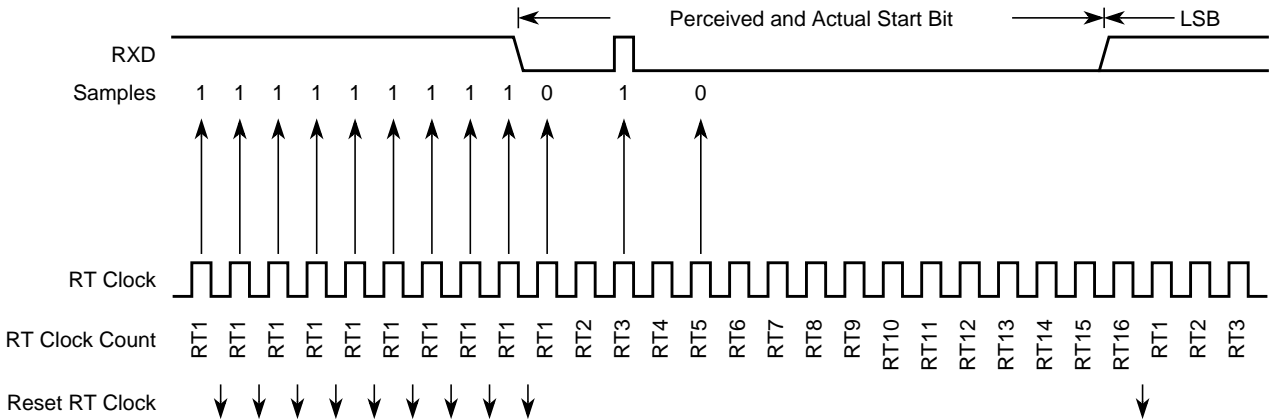 Perceived and Actual Start Bit LSB
RXD
Samples 1 1 1 1 1 1 1 1 1 0 1 0
RT Clock
RT Clock Count RT1 RT1 RT1 RT1 RT1 RT1 RT1 RT1 RT1 RT1 RT2 RT3 RT4 RT5 RT6 RT7 RT8 RT9 RT10 RT11 RT12 RT13 RT14 RT15 RT16 RT1 RT2 RT3
Reset RT Clock